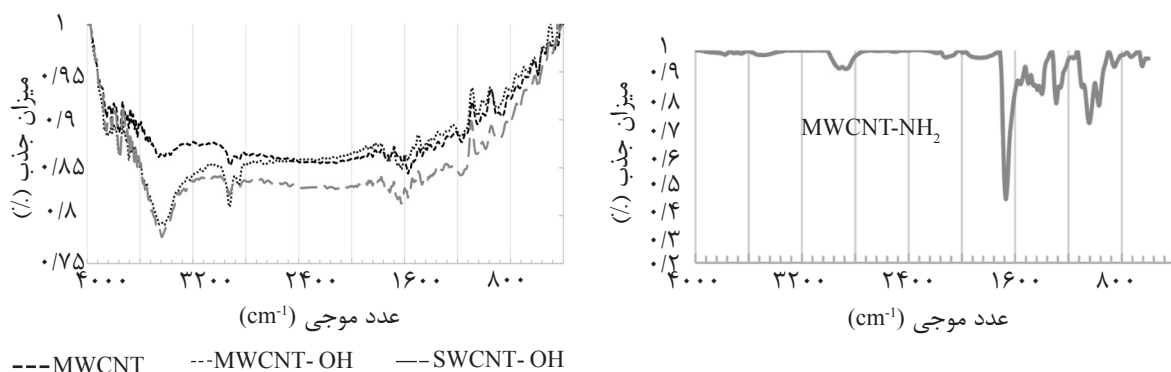 میزان جذب (٪)
۱
۰/۹۵
۰/۹
۰/۸۵
۰/۸
۰/۷۵
۴۰۰۰ ۳۲۰۰ ۲۴۰۰ ۱۶۰۰ ۸۰۰
عدد موجی (cm-1)
MWCNT MWCNT- OH SWCNT- OH
میزان جذب (٪)
۱
۰/۹
۰/۸
۰/۷
۰/۶
۰/۵
۰/۴
۰/۳
۰/۲
MWCNT-NH2
۴۰۰۰ ۳۲۰۰ ۲۴۰۰ ۱۶۰۰ ۸۰۰
عدد موجی (cm-1)